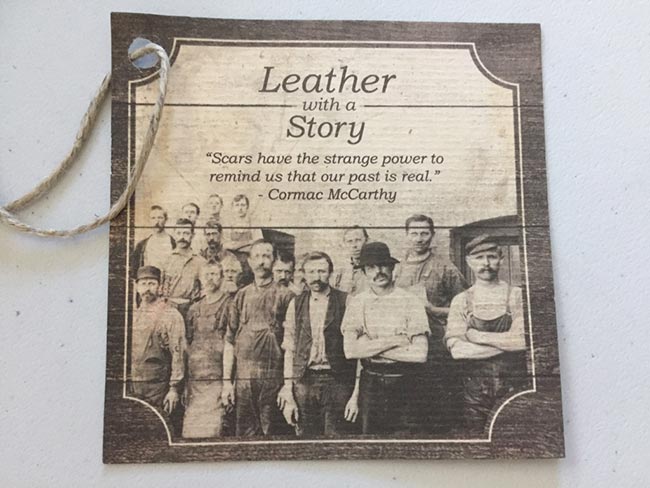 Leather
with a
Story
“Scars have the strange power to
remind us that our past is real.”
- Cormac McCarthy